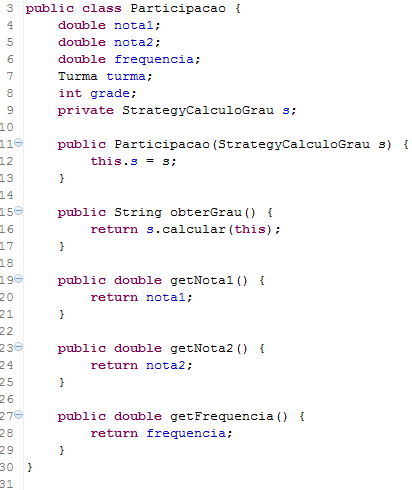 3 public class Participacao {
4     double nota1;
5     double nota2;
6     double frequencia;
7     Turma turma;
8     int grade;
9     private StrategyCalculoGrau s;
10
11     public Participacao(StrategyCalculoGrau s) {
12         this.s = s;
13     }
14
15     public String obterGrau() {
16         return s.calcular(this);
17     }
18
19     public double getNota1() {
20         return nota1;
21     }
22
23     public double getNota2() {
24         return nota2;
25     }
26
27     public double getFrequencia() {
28         return frequencia;
29     }
30 }
31